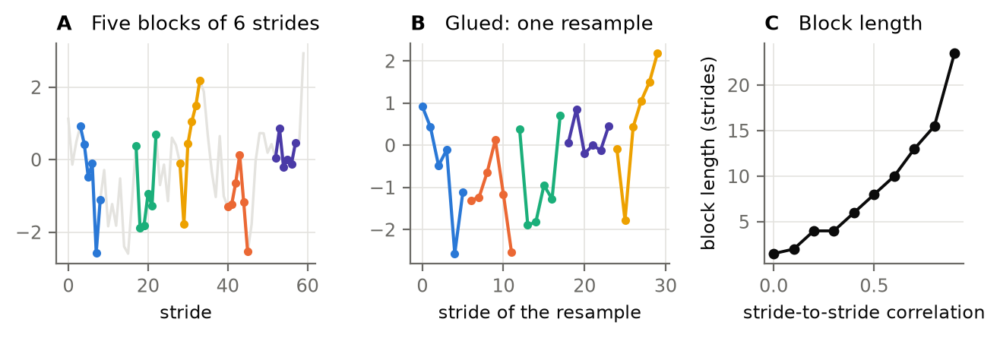 A Five blocks of 6 strides
2
0
−2
0 20 40 60
stride
B Glued: one resample
2
1
0
−1
−2
0 10 20 30
stride of the resample
C Block length
block length (strides)
20
15
10
5
0.0 0.5
stride-to-stride correlation